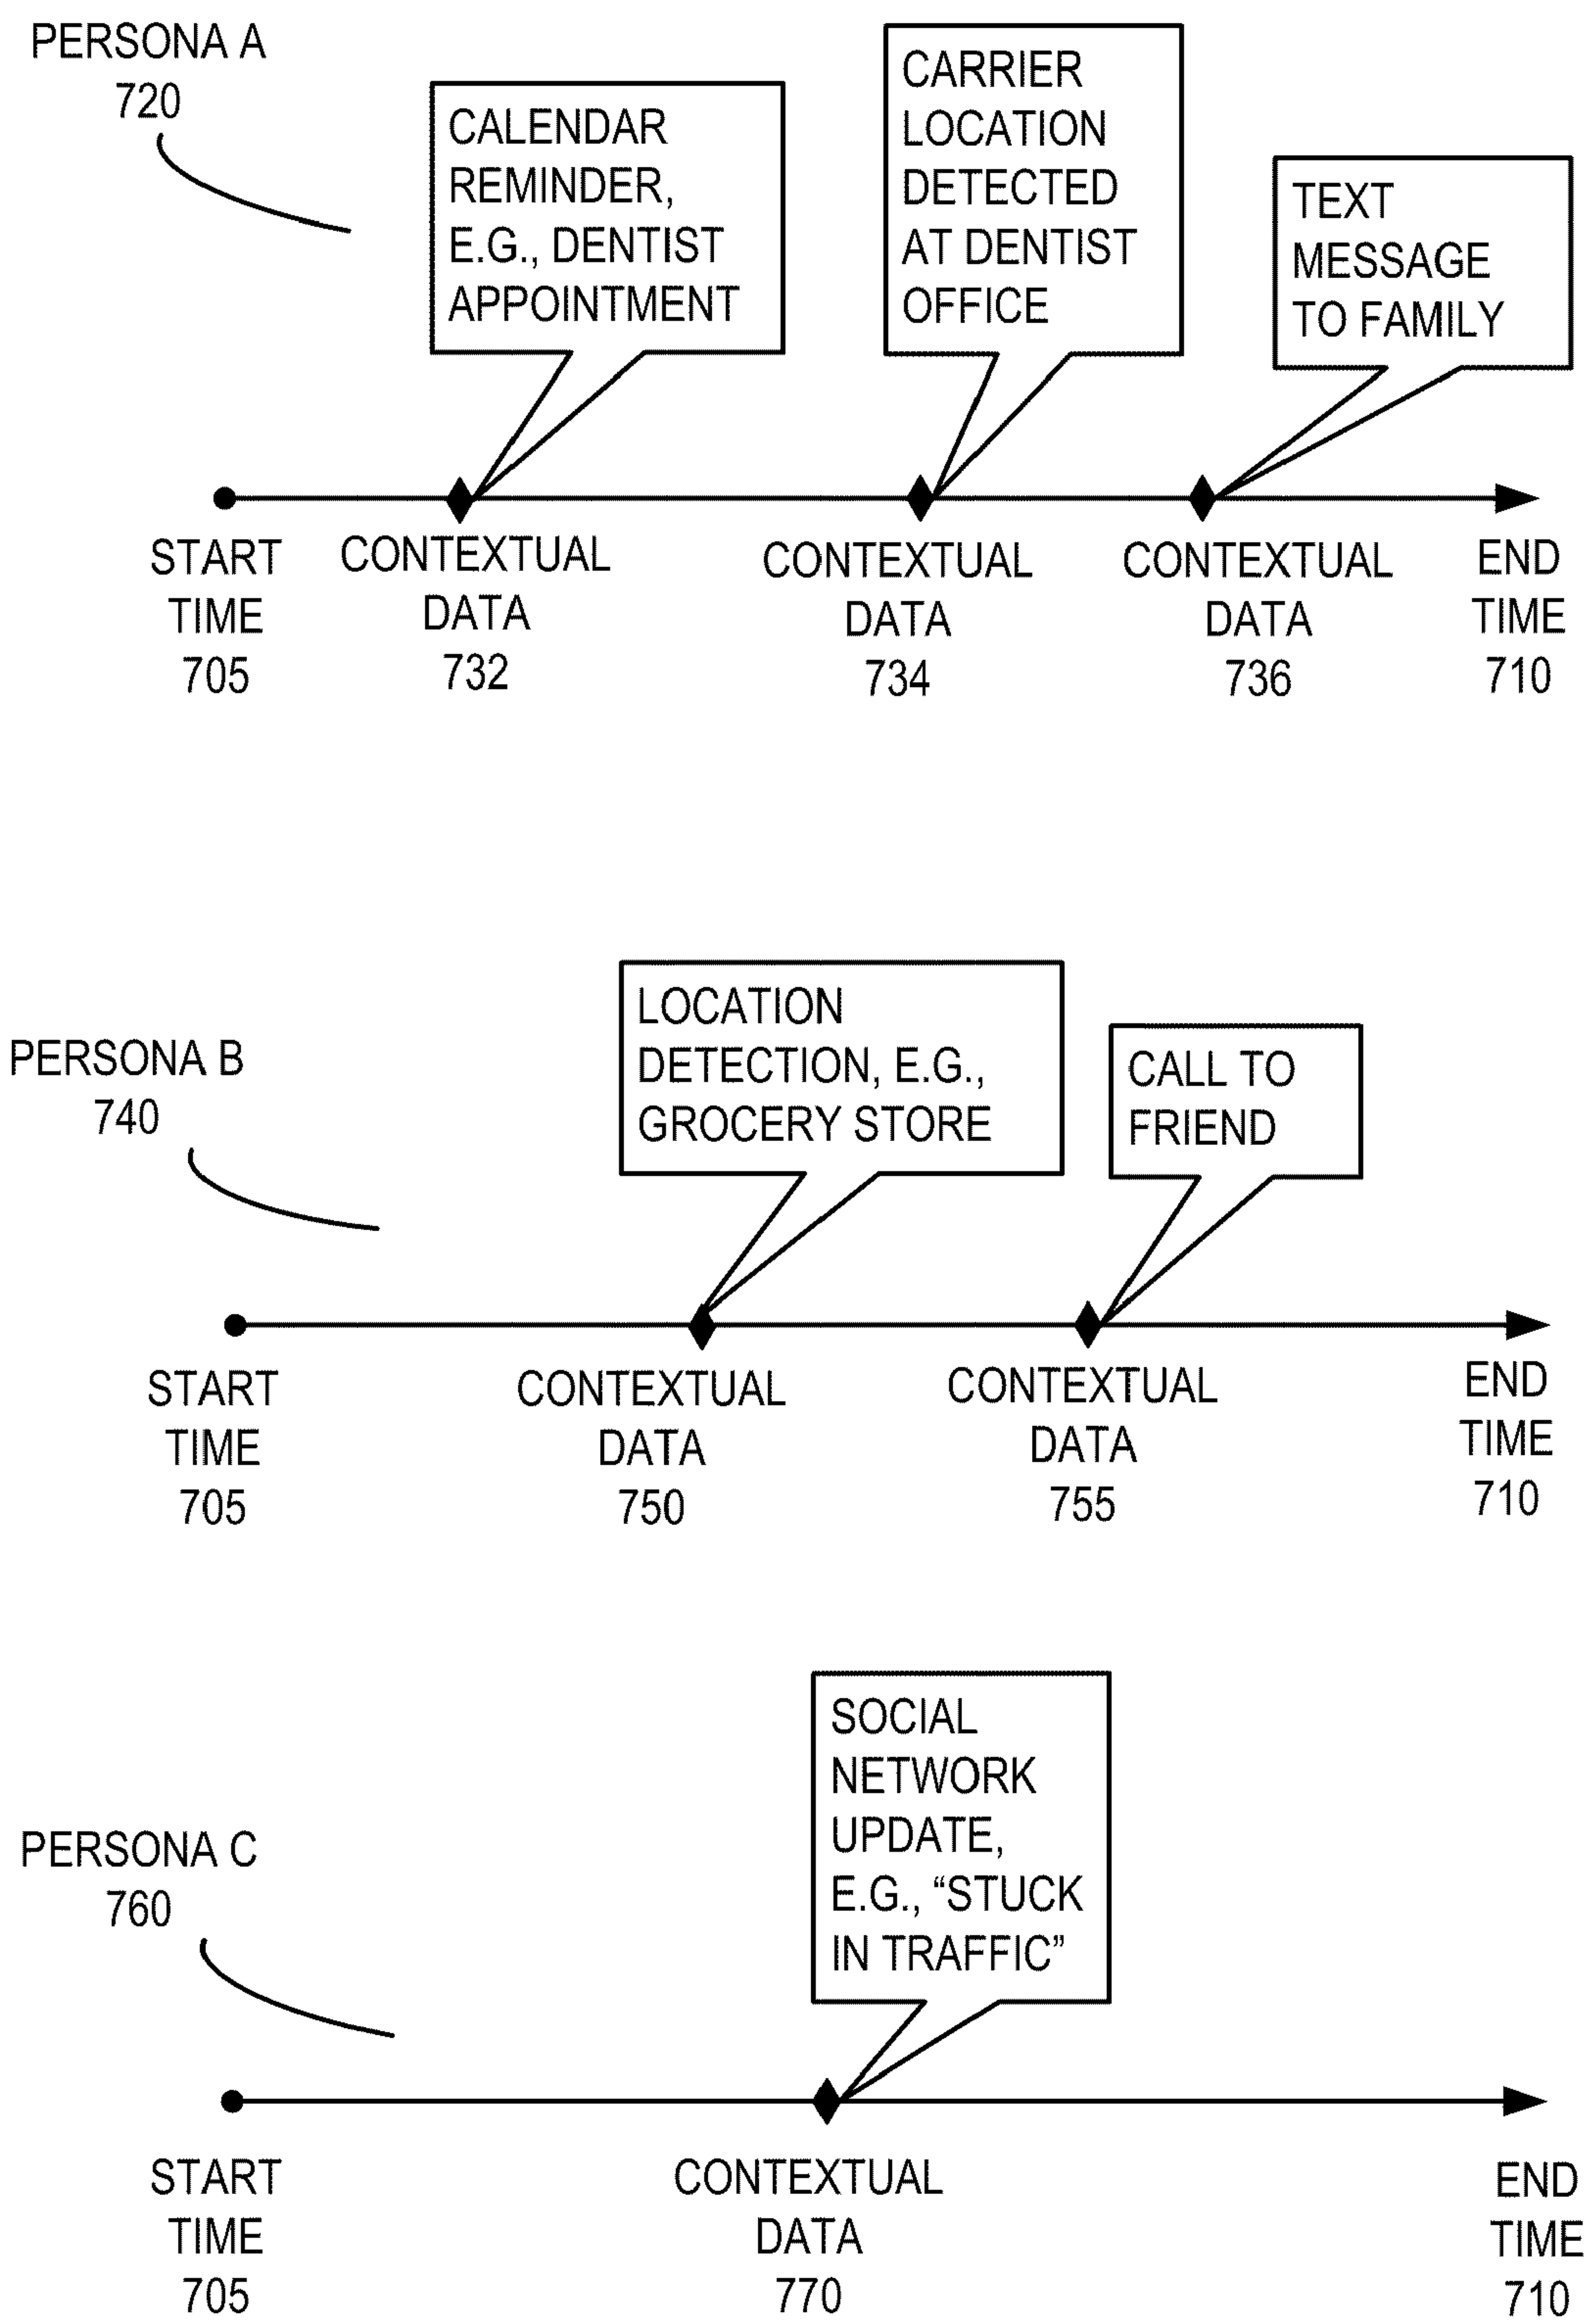 PERSONA A
720
CALENDAR
REMINDER,
E.G., DENTIST
APPOINTMENT
CARRIER
LOCATION
DETECTED
AT DENTIST
OFFICE
TEXT
MESSAGE
TO FAMILY
START
TIME
705
CONTEXTUAL
DATA
732
CONTEXTUAL
DATA
734
CONTEXTUAL
DATA
736
END
TIME
710
PERSONA B
740
LOCATION
DETECTION, E.G.,
GROCERY STORE
CALL TO
FRIEND
START
TIME
705
CONTEXTUAL
DATA
750
CONTEXTUAL
DATA
755
END
TIME
710
PERSONA C
760
SOCIAL
NETWORK
UPDATE,
E.G., “STUCK
IN TRAFFIC”
START
TIME
705
CONTEXTUAL
DATA
770
END
TIME
710